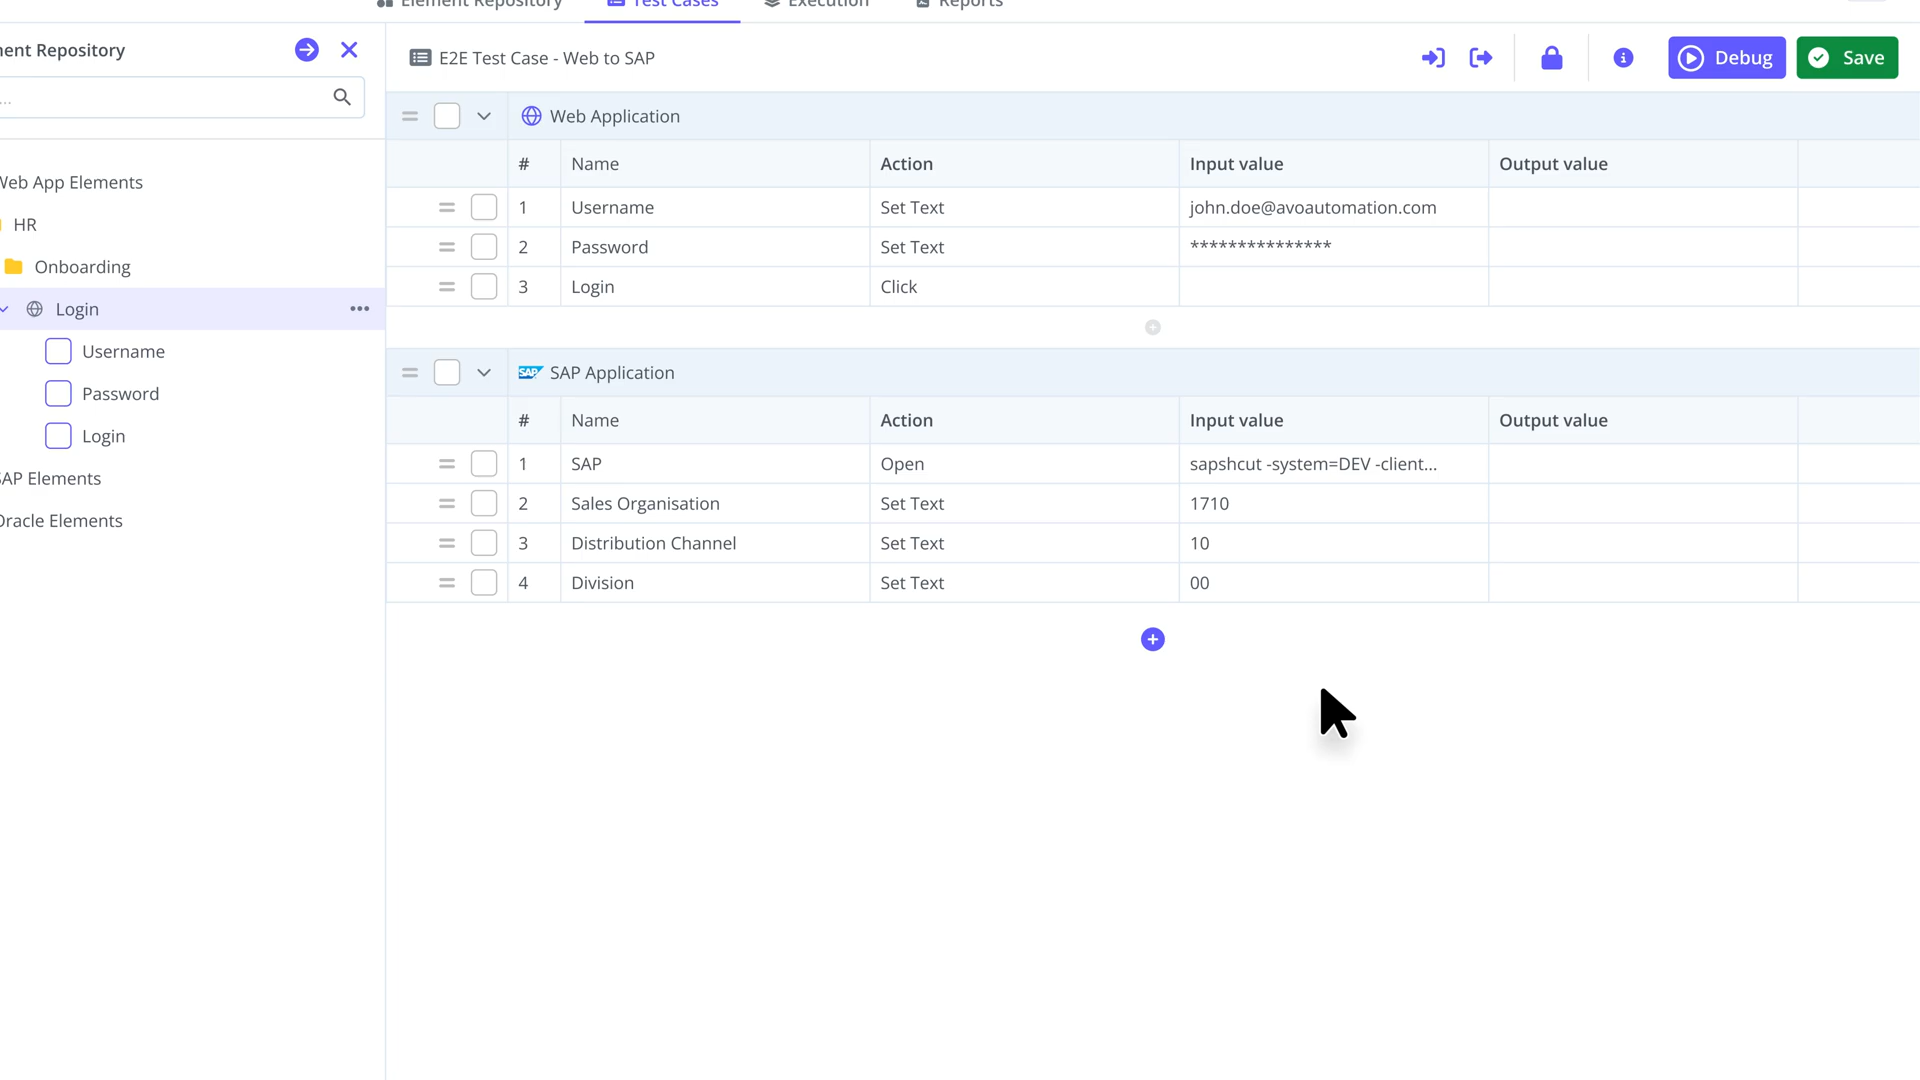 Element Repository Test Cases Execution Reports
ent Repository
...
E2E Test Case - Web to SAP
Debug Save
Web App Elements
HR
Onboarding
Login
Username
Password
Login
SAP Elements
Oracle Elements
Web Application
# Name Action Input value Output value
1 Username Set Text john.doe@avoautomation.com
2 Password Set Text ***************
3 Login Click
SAP SAP Application
# Name Action Input value Output value
1 SAP Open sapshcut -system=DEV -client...
2 Sales Organisation Set Text 1710
3 Distribution Channel Set Text 10
4 Division Set Text 00